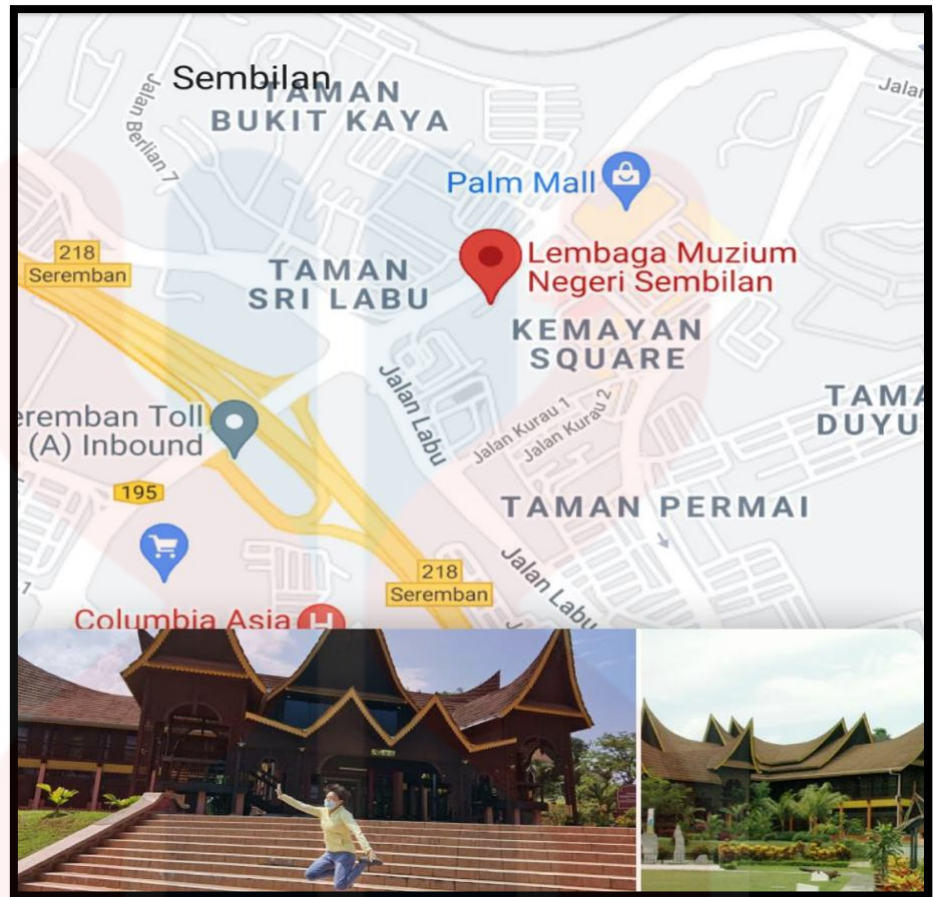 Sembilan
TAMAN
BUKIT KAYA
Jalan Berlian 7
Jalan
Palm Mall
218
Seremban
Lembaga Muzium
Negeri Sembilan
TAMAN
SRI LABU
KEMAYAN
SQUARE
Jalan Labu
Jalan Kurau 1
Jalan Kurau 2
TAMA
DUYU
eremban Toll
(A) Inbound
195
TAMAN PERMAI
218
Seremban
Jalan Labu
1
Columbia Asia
H